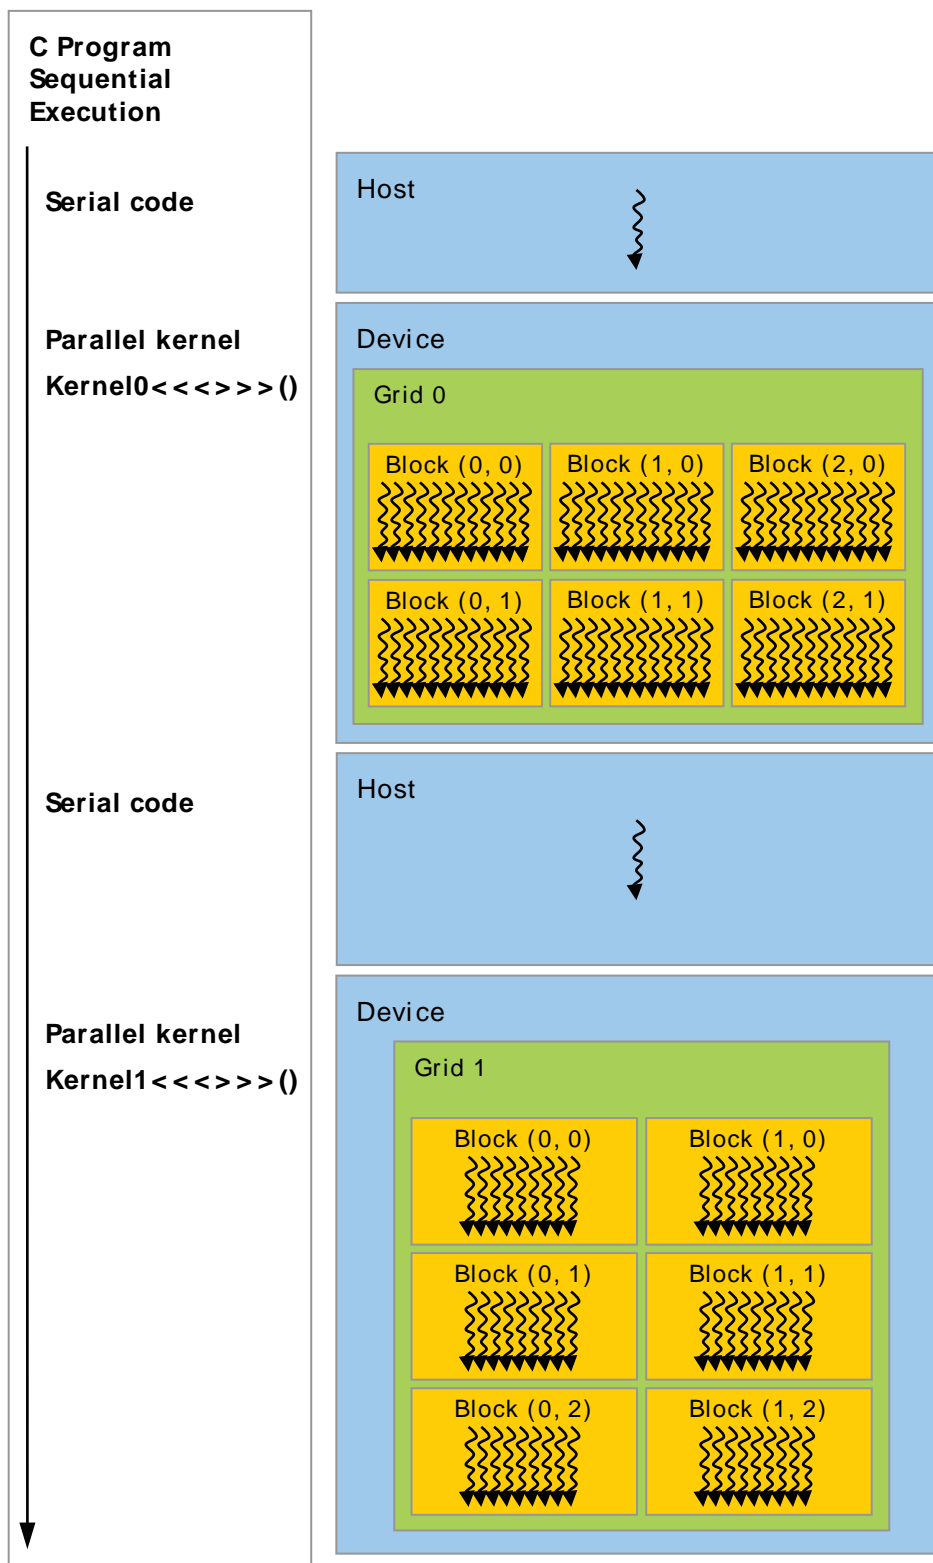 C Program
Sequential
Execution
Serial code
Host
Parallel kernel
Kernel0<<<>>>()
Device
Grid 0
Block (0, 0)
Block (1, 0)
Block (2, 0)
Block (0, 1)
Block (1, 1)
Block (2, 1)
Serial code
Host
Parallel kernel
Kernel1<<<>>>()
Device
Grid 1
Block (0, 0)
Block (1, 0)
Block (0, 1)
Block (1, 1)
Block (0, 2)
Block (1, 2)